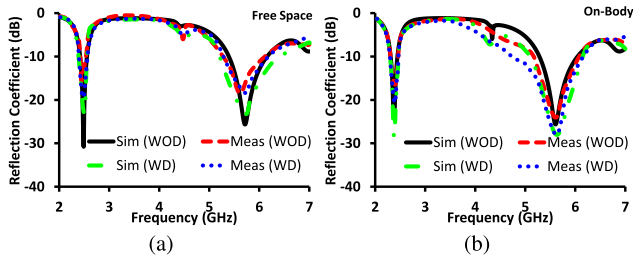 Free Space
Reflection Coefficient (dB)
0
-10
-20
-30
-40
Sim (WOD)
Meas (WOD)
Sim (WD)
Meas (WD)
2 3 4 5 6 7
Frequency (GHz)
(a)
On-Body
Reflection Coefficient (dB)
0
-10
-20
-30
-40
Sim (WOD)
Meas (WOD)
Sim (WD)
Meas (WD)
2 3 4 5 6 7
Frequency (GHz)
(b)